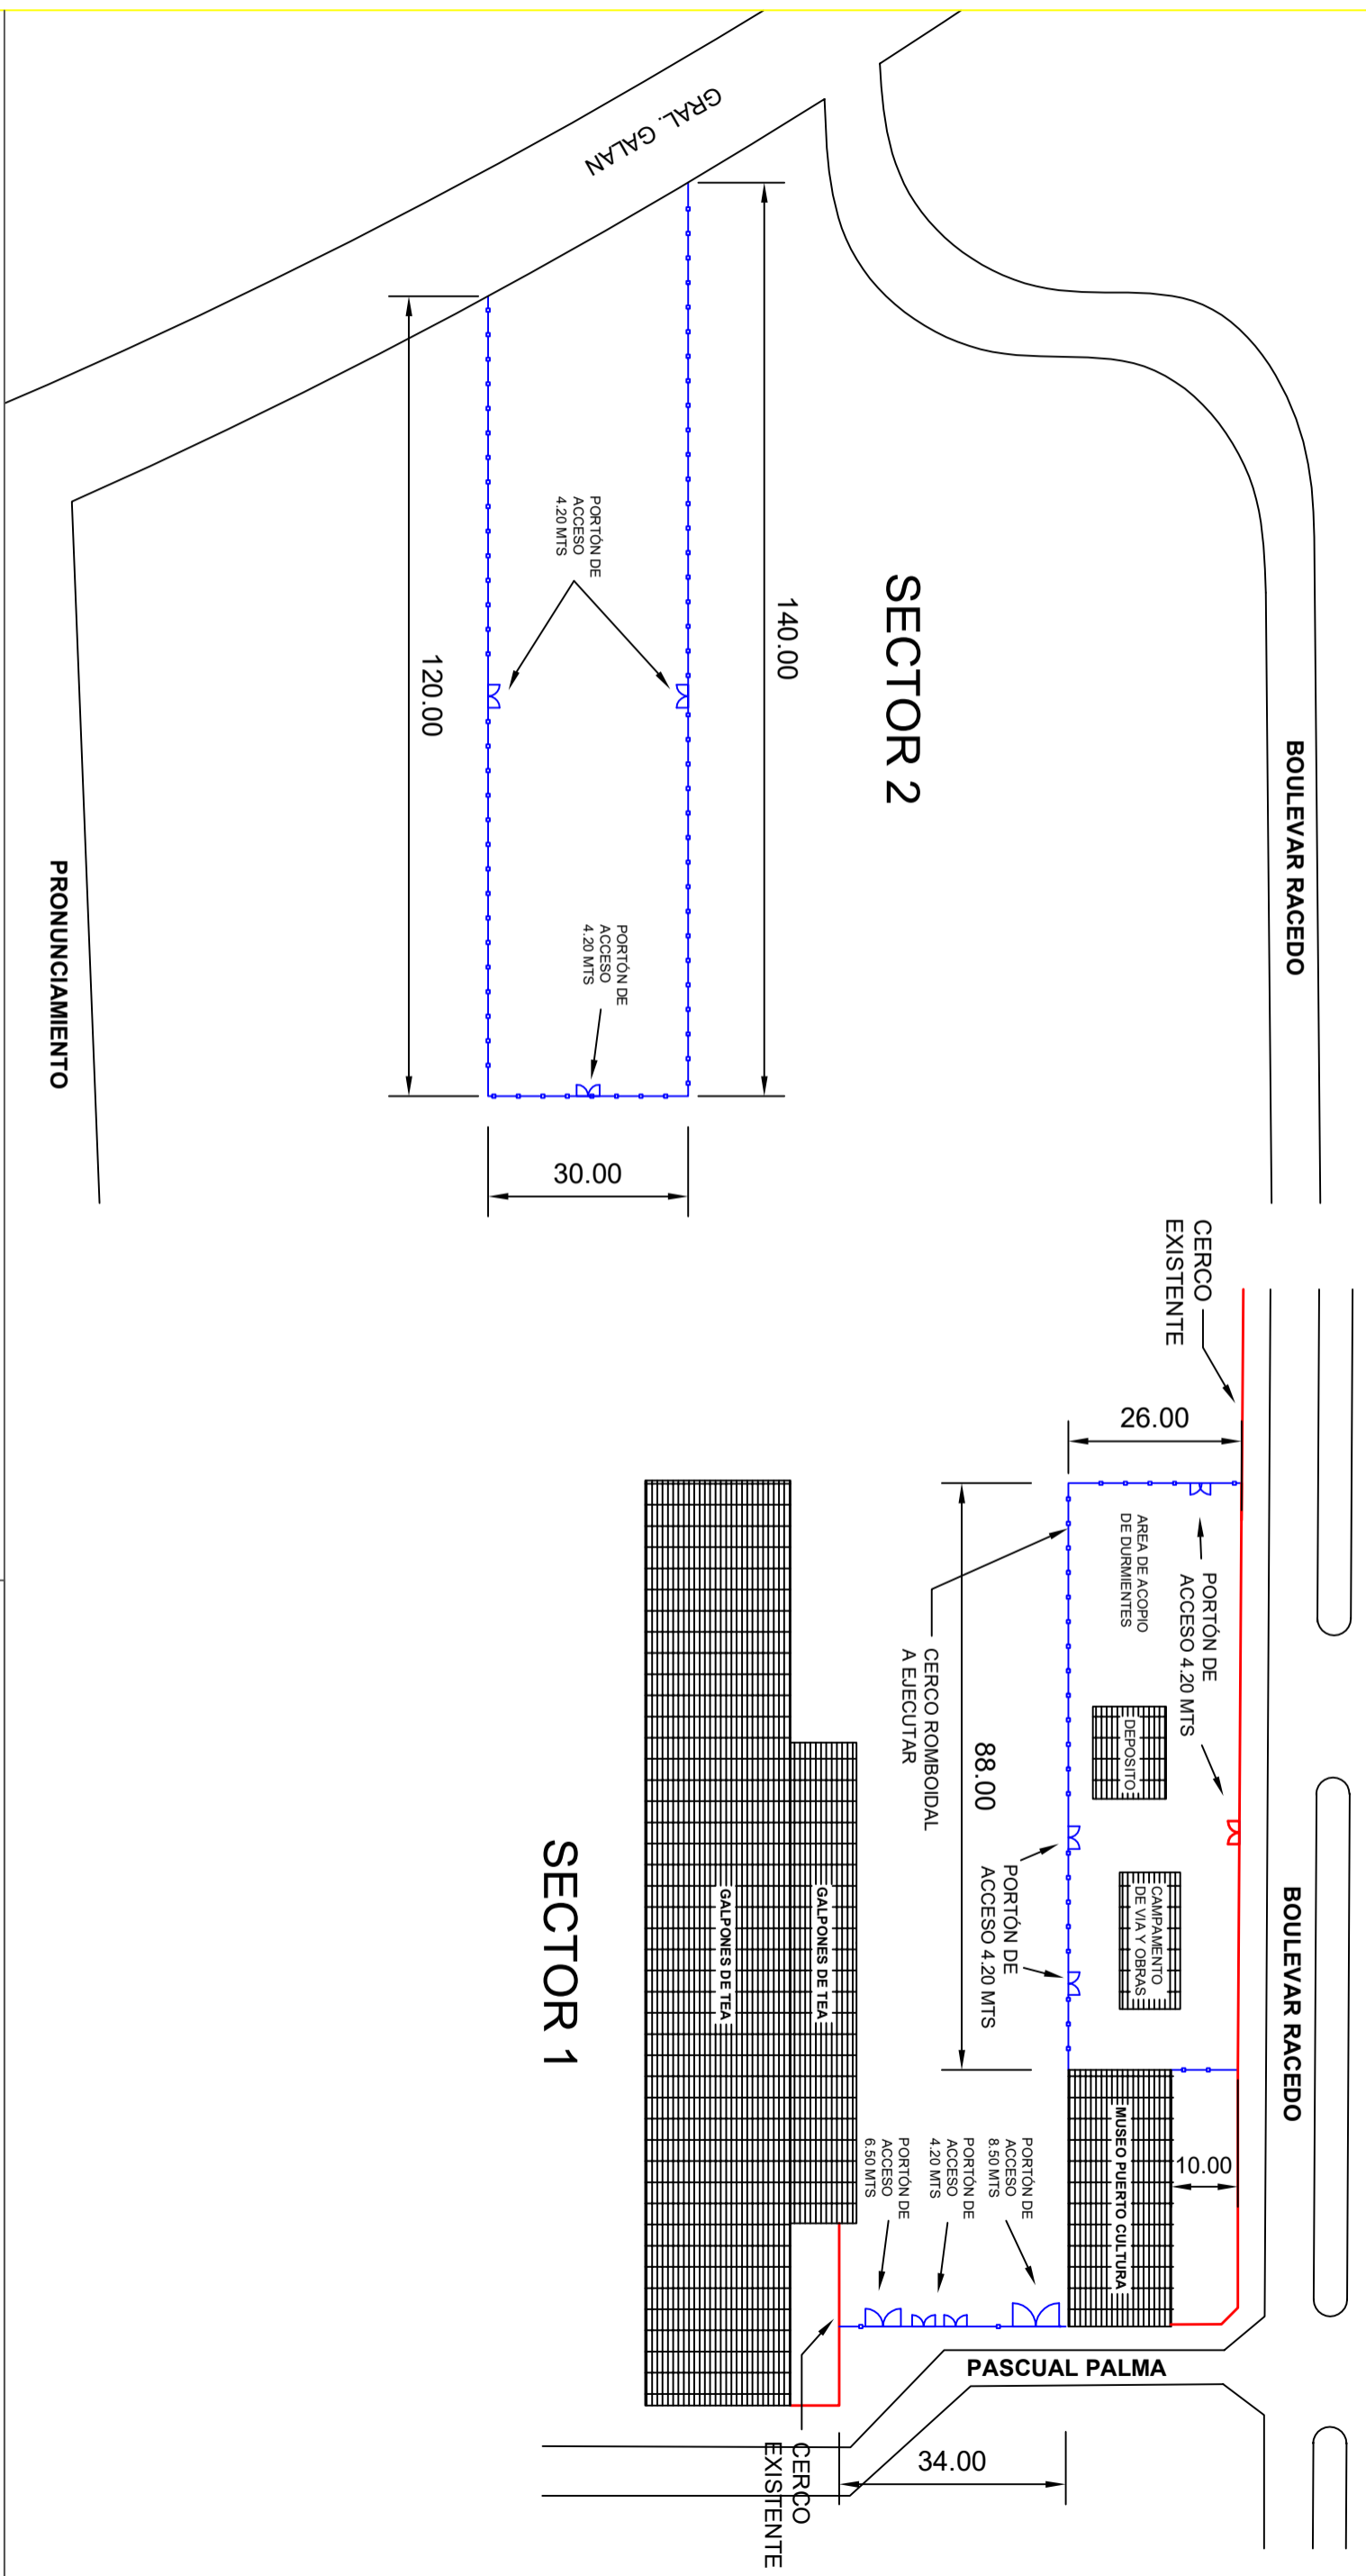 GRAL. GALAN
140.00
SECTOR 2
BOULEVAR RACEDO
PORTÓN DE
ACCESO
4.20 MTS
120.00
PORTÓN DE
ACCESO
4.20 MTS
PRONUNCIAMIENTO
30.00
CERCO
EXISTENTE
26.00
AREA DE ACOPIO
DE DURMIENTES
PORTÓN DE
ACCESO 4.20 MTS
CERCO ROMBOIDAL
A EJECUTAR
88.00
DEPOSITO
CAMPAMENTO
DE VIA Y OBRAS
PORTÓN DE
ACCESO 4.20 MTS
BOULEVAR RACEDO
GALPONES DE TEA
GALPONES DE TEA
SECTOR 1
MUSEO PUERTO CULTURA
10.00
PORTÓN DE
ACCESO
8.50 MTS
PORTÓN DE
ACCESO
4.20 MTS
PORTÓN DE
ACCESO
6.50 MTS
PASCUAL PALMA
34.00
CERCO
EXISTENTE